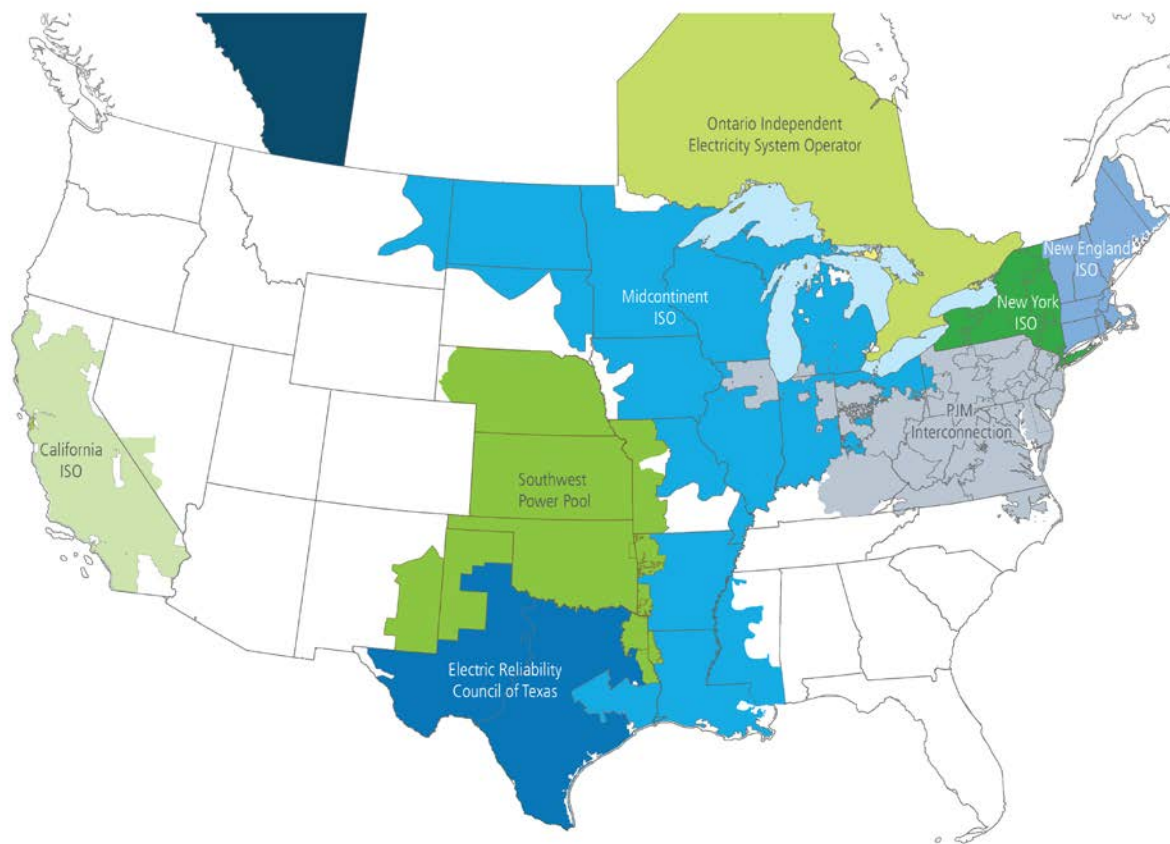 Ontario Independent
Electricity System Operator
New England
ISO
New York
ISO
Midcontinent
ISO
PJM
Interconnection
California
ISO
Southwest
Power Pool
Electric Reliability
Council of Texas